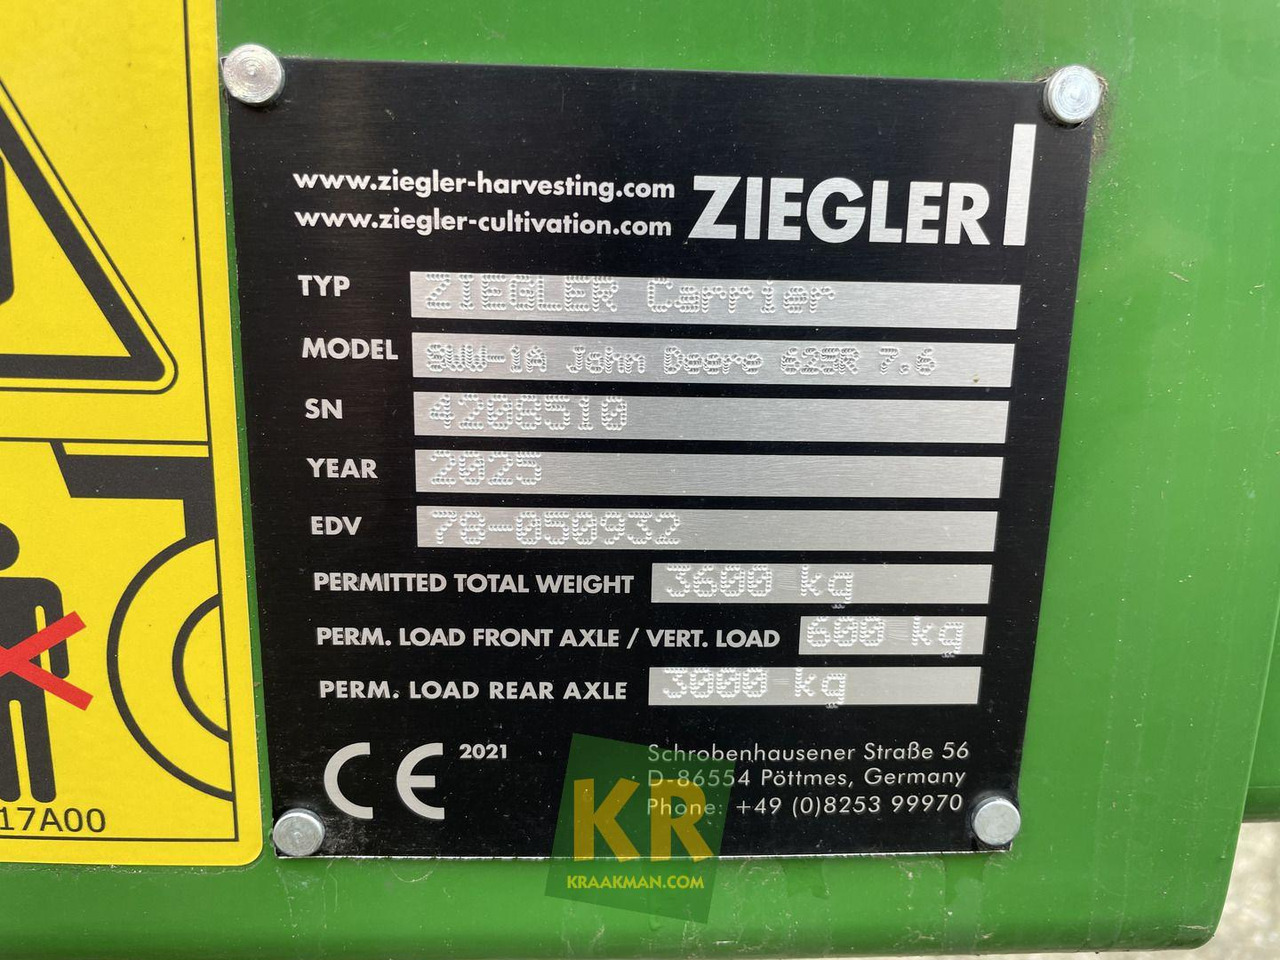 www.ziegler-harvesting.com
www.ziegler-cultivation.com
ZIEGLER
TYP ZIEGLER Carrier
MODEL SWW-1A John Deere 625R 7,6
SN 4208510
YEAR 2025
EDV 78-050932
PERMITTED TOTAL WEIGHT 3600 kg
PERM. LOAD FRONT AXLE / VERT. LOAD 600 kg
PERM. LOAD REAR AXLE 3000 kg
CE 2021
Schrobenhausener Straße 56
D-86554 Pöttmes, Germany
Phone: +49 (0)8253 99970
KR
KRAAKMAN.COM
17A00